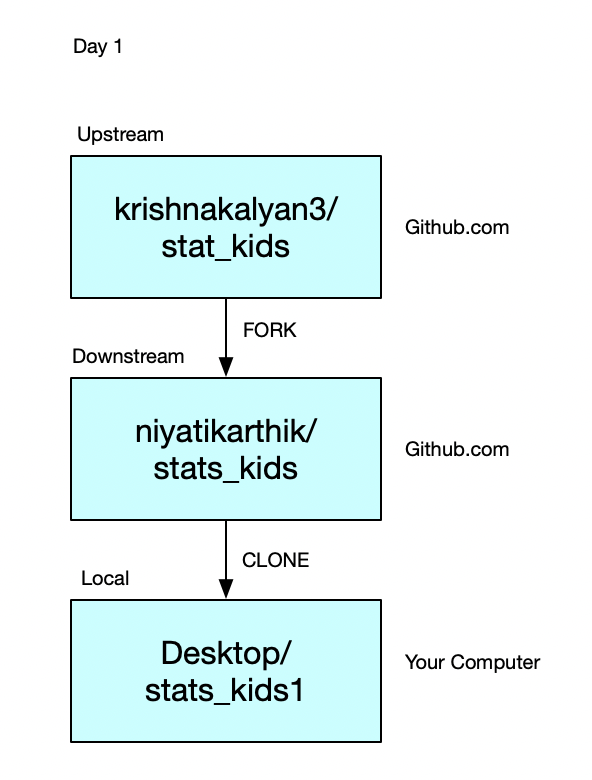 Day 1
Upstream
krishnakalyan3/
stat_kids
Github.com
FORK
Downstream
niyatikarthik/
stats_kids
Github.com
CLONE
Local
Desktop/
stats_kids1
Your Computer